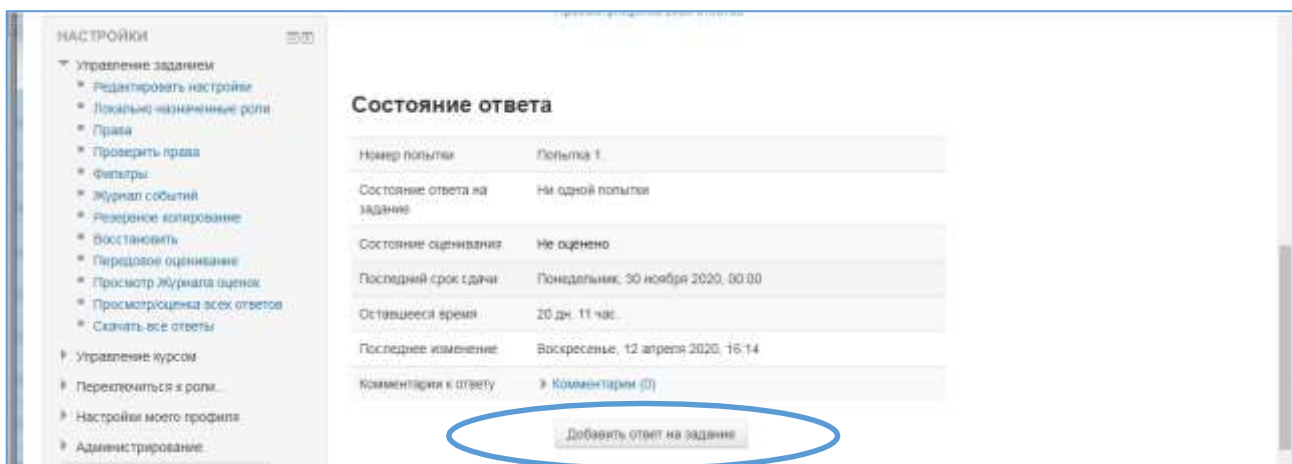 НАСТРОЙКИ
Управление заданием
Редактировать настройки
Локально назначенные роли
Права
Проверить права
Фильтры
Журнал событий
Резервное копирование
Восстановить
Передовое оценивание
Просмотр Журнала оценок
Просмотр/оценка всех ответов
Скачать все ответы
Управление курсом
Переключиться к роли...
Настройки моего профиля
Администрирование
Состояние ответа
Номер попытки Попытка 1.
Состояние ответа на Ни одной попытки
задание
Состояние оценивания Не оценено
Последний срок сдачи Понедельник, 30 ноября 2020, 00:00
Оставшееся время 20 дн. 11 час.
Последнее изменение Воскресенье, 12 апреля 2020, 16:14
Комментарии к ответу Комментарии (0)
Добавить ответ на задание